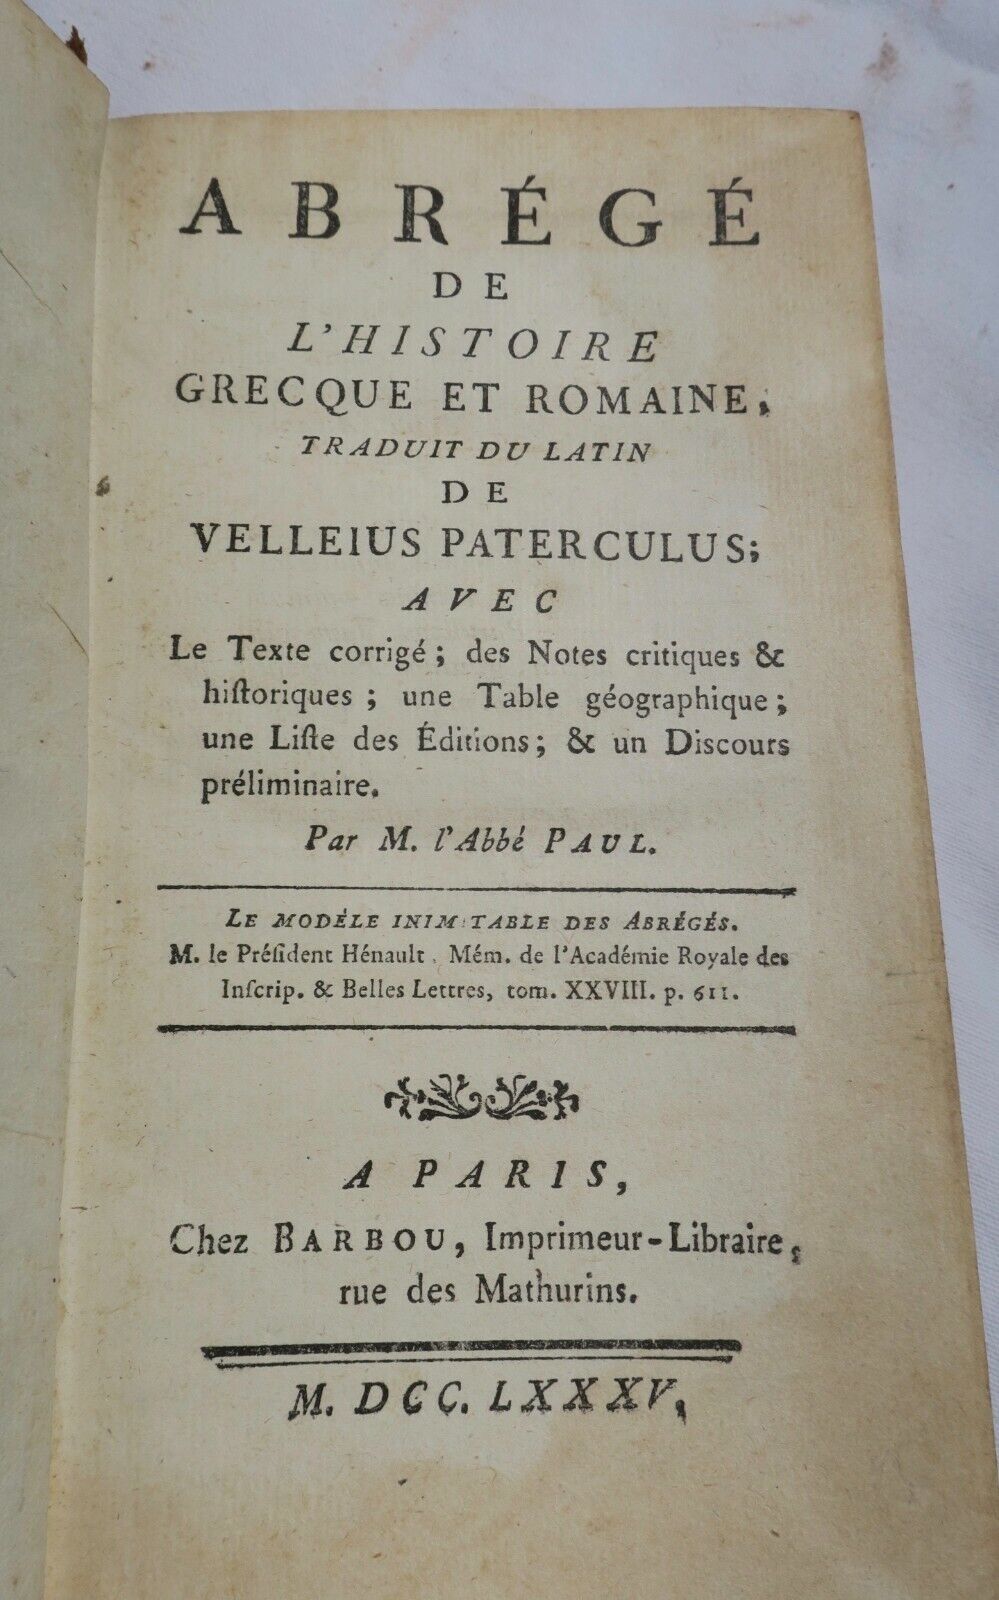 ABRÉGÉ
DE
L'HISTOIRE
GRECQUE ET ROMAINE,
TRADUIT DU LATIN
DE
VELLEIUS PATERCULUS;
AVEC
Le Texte corrigé; des Notes critiques &
hiſtoriques; une Table géographique;
une Liſte des Éditions; & un Discours
préliminaire.
Par M. l'Abbé PAUL.
LE MODÈLE INIMITABLE DES ABRÉGÉS.
M. le Préſident Hénault, Mém. de l'Académie Royale des
Inſcrip. & Belles Lettres, tom. XXVIII. p. 611.
A PARIS,
Chez BARBOU, Imprimeur-Libraire,
rue des Mathurins.
M. DCC. LXXXV.